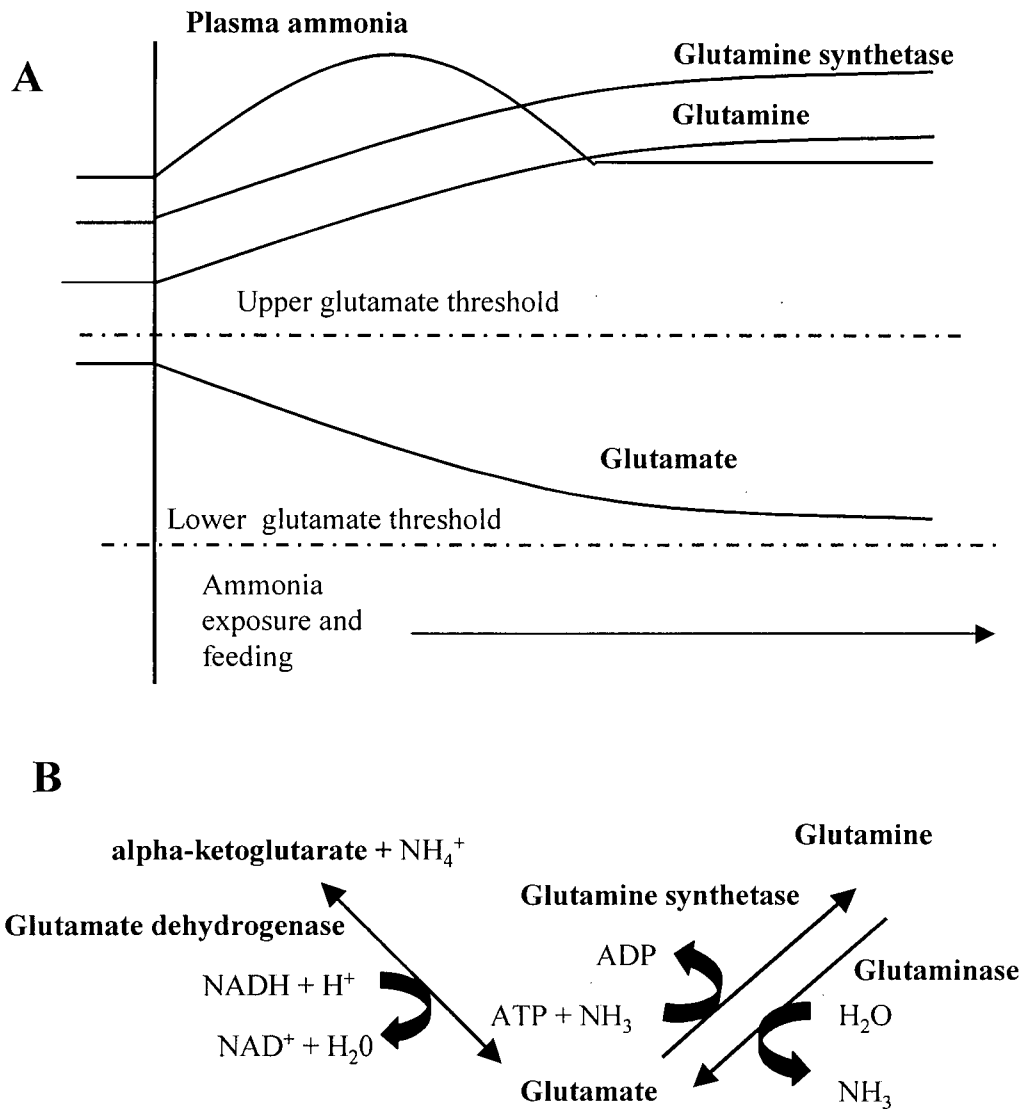 Plasma ammonia
A
Glutamine synthetase
Glutamine
Upper glutamate threshold
Glutamate
Lower glutamate threshold
Ammonia
exposure and
feeding
B
alpha-ketoglutarate + NH₄⁺
Glutamine
Glutamine synthetase
Glutamate dehydrogenase
ADP
Glutaminase
NADH + H⁺
ATP + NH₃
H₂O
NAD⁺ + H₂0
Glutamate
NH₃